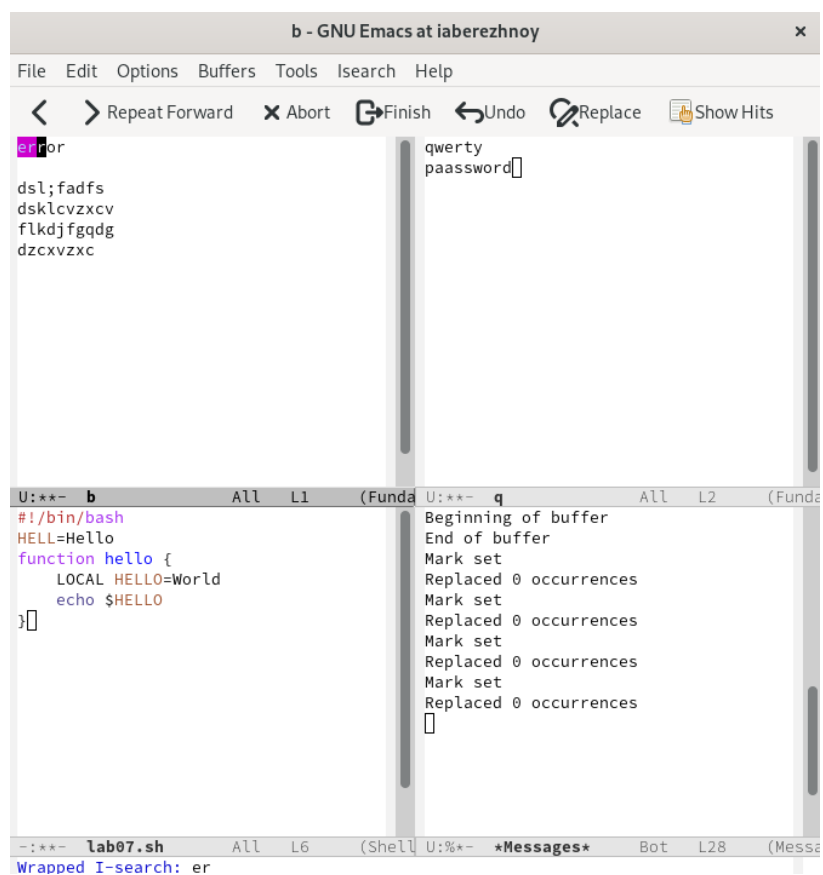 b - GNU Emacs at iaberezhnoy ×
File Edit Options Buffers Tools Isearch Help
Repeat Forward Abort Finish Undo Replace Show Hits
error
dsl;fadfs
dsklcvzxcv
flkdjfgqdg
dzcxvzxc
U:**- b All L1 (Funda
qwerty
paassword
U:**- q All L2 (Funda
#!/bin/bash
HELL=Hello
function hello {
    LOCAL HELLO=World
    echo $HELLO
}
-:**- lab07.sh All L6 (Shell
Beginning of buffer
End of buffer
Mark set
Replaced 0 occurrences
Mark set
Replaced 0 occurrences
Mark set
Replaced 0 occurrences
Mark set
Replaced 0 occurrences
U:%*- *Messages* Bot L28 (Messa
Wrapped I-search: er